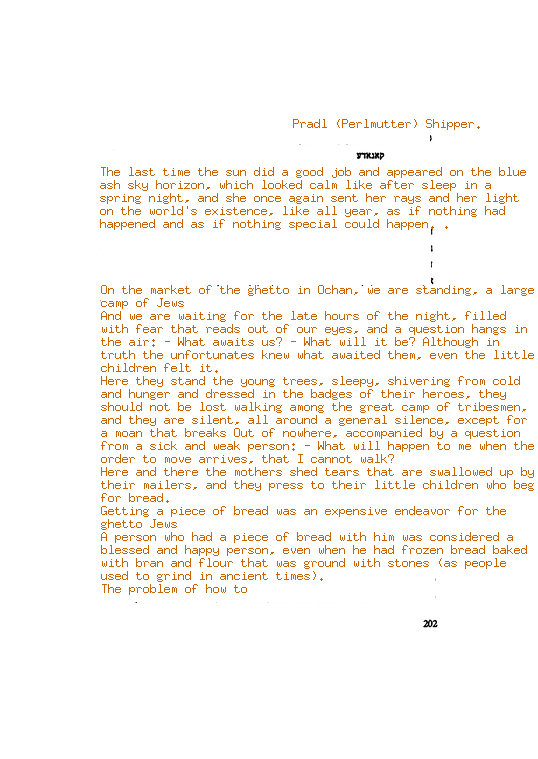 Pradl (Perlmutter) Shipper.
קאנאדע
The last time the sun did a good job and appeared on the blue
ash sky horizon, which looked calm like after sleep in a
spring night, and she once again sent her rays and her light
on the world's existence, like all year, as if nothing had
happened and as if nothing special could happen, .
On the market of the ghetto in Ochan, we are standing, a large
camp of Jews
And we are waiting for the late hours of the night, filled
with fear that reads out of our eyes, and a question hangs in
the air: - What awaits us? - What will it be? Although in
truth the unfortunates knew what awaited them, even the little
children felt it.
Here they stand the young trees, sleepy, shivering from cold
and hunger and dressed in the badges of their heroes, they
should not be lost walking among the great camp of tribesmen,
and they are silent, all around a general silence, except for
a moan that breaks Out of nowhere, accompanied by a question
from a sick and weak person: - What will happen to me when the
order to move arrives, that I cannot walk?
Here and there the mothers shed tears that are swallowed up by
their mailers, and they press to their little children who beg
for bread.
Getting a piece of bread was an expensive endeavor for the
ghetto Jews
A person who had a piece of bread with him was considered a
blessed and happy person, even when he had frozen bread baked
with bran and flour that was ground with stones (as people
used to grind in ancient times).
The problem of how to
202